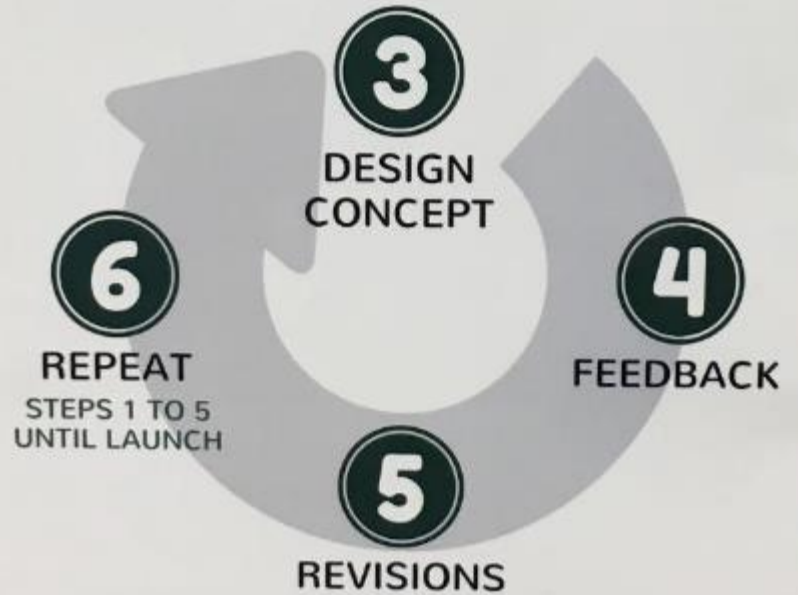 3
DESIGN
CONCEPT
4
FEEDBACK
5
REVISIONS
6
REPEAT
STEPS 1 TO 5
UNTIL LAUNCH